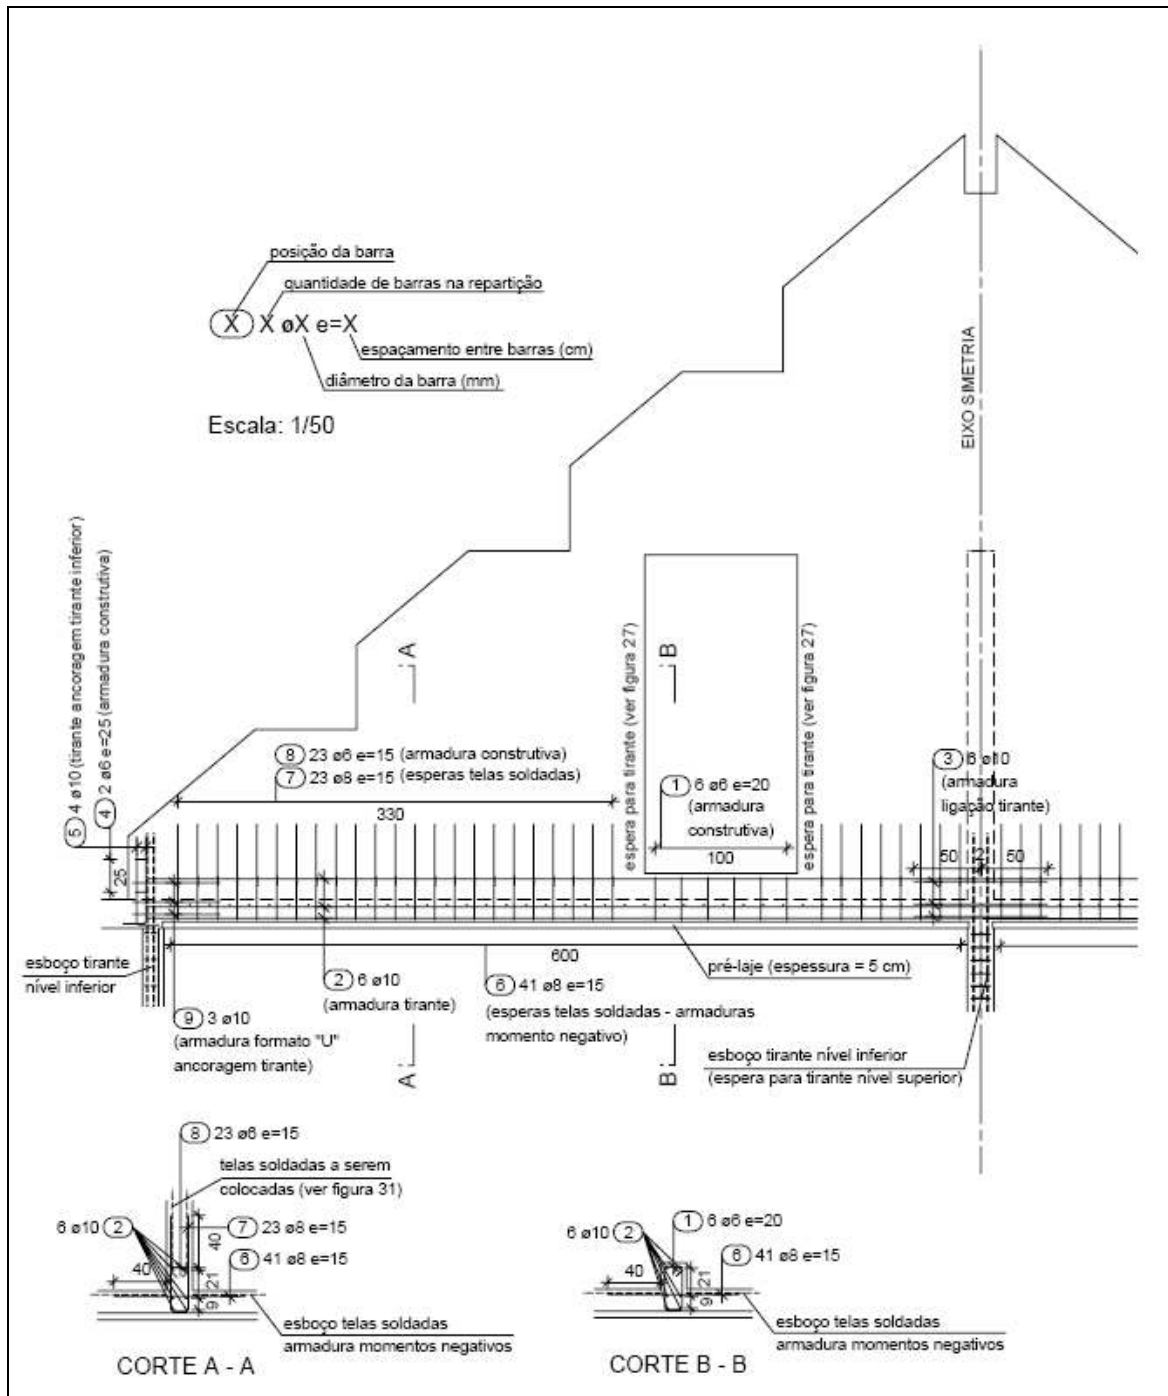 posição da barra
quantidade de barras na repartição
X X øX e=X
espaçamento entre barras (cm)
diâmetro da barra (mm)
Escala: 1/50
EIXO SIMETRIA
5 4 ø10 (tirante ancoragem tirante inferior)
4 2 ø6 e=25 (armadura construtiva)
25
A
B
espera para tirante (ver figura 27)
espera para tirante (ver figura 27)
8 23 ø6 e=15 (armadura construtiva)
7 23 ø8 e=15 (esperas telas soldadas)
330
1 6 ø6 e=20
(armadura
construtiva)
100
3 6 ø10
(armadura
ligação tirante)
50
50
600
esboço tirante
nível inferior
pré-laje (espessura = 5 cm)
2 6 ø10
(armadura tirante)
6 41 ø8 e=15
(esperas telas soldadas - armaduras
momento negativo)
9 3 ø10
(armadura formato "U"
ancoragem tirante)
A
B
esboço tirante nível inferior
(espera para tirante nível superior)
8 23 ø6 e=15
telas soldadas a serem
colocadas (ver figura 31)
6 ø10 2
7 23 ø8 e=15
40
6 41 ø8 e=15
40
21
9
esboço telas soldadas
armadura momentos negativos
CORTE A - A
6 ø10 2
1 6 ø6 e=20
6 41 ø8 e=15
40
21
9
esboço telas soldadas
armadura momentos negativos
CORTE B - B